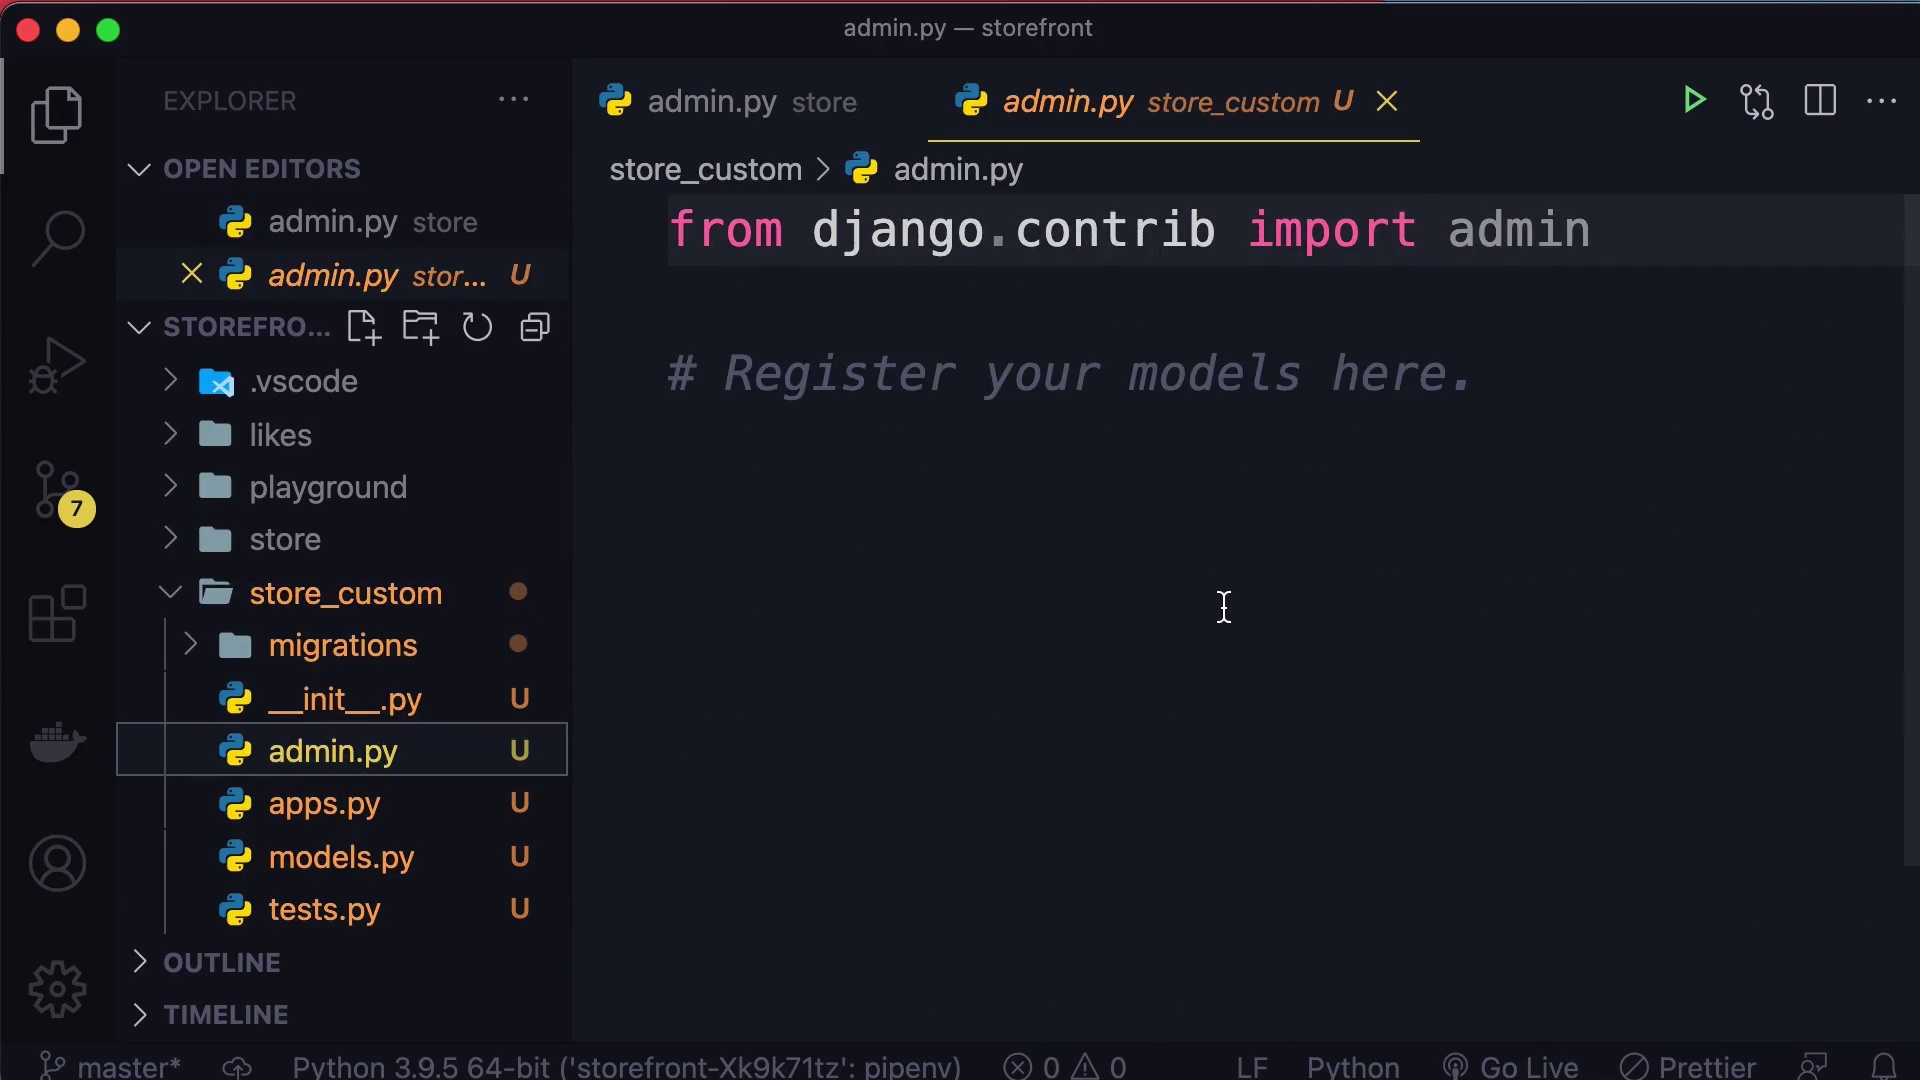 admin.py — storefront
EXPLORER
OPEN EDITORS
admin.py store
admin.py stor... U
STOREFRO...
.vscode
likes
playground
store
store_custom
migrations
__init__.py U
admin.py U
apps.py U
models.py U
tests.py U
OUTLINE
TIMELINE
7
admin.py store
admin.py store_custom U
store_custom > admin.py
from django.contrib import admin
# Register your models here.
master* Python 3.9.5 64-bit ('storefront-Xk9k71tz': pipenv) 0 0 LF Python Go Live Prettier